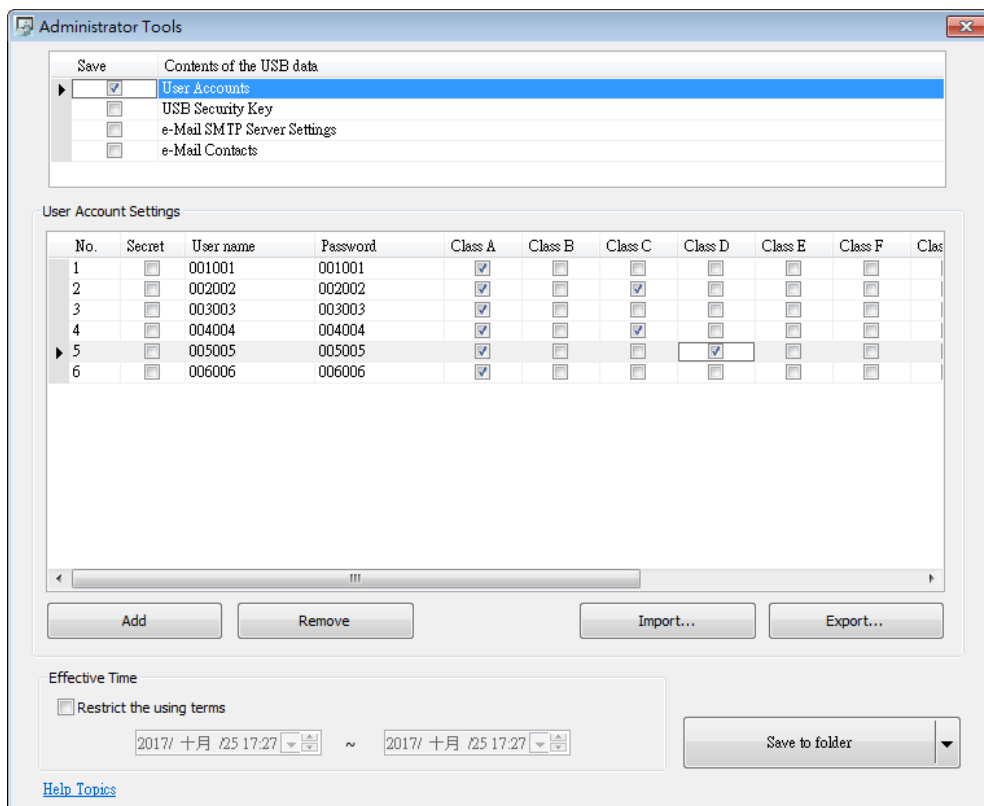 Administrator Tools
Save Contents of the USB data
User Accounts
USB Security Key
e-Mail SMTP Server Settings
e-Mail Contacts
User Account Settings
No. Secret User name Password Class A Class B Class C Class D Class E Class F Clas
1 001001 001001
2 002002 002002
3 003003 003003
4 004004 004004
5 005005 005005
6 006006 006006
Add Remove Import... Export...
Effective Time
Restrict the using terms
2017/ 十月 /25 17:27 ~ 2017/ 十月 /25 17:27
Save to folder
Help Topics